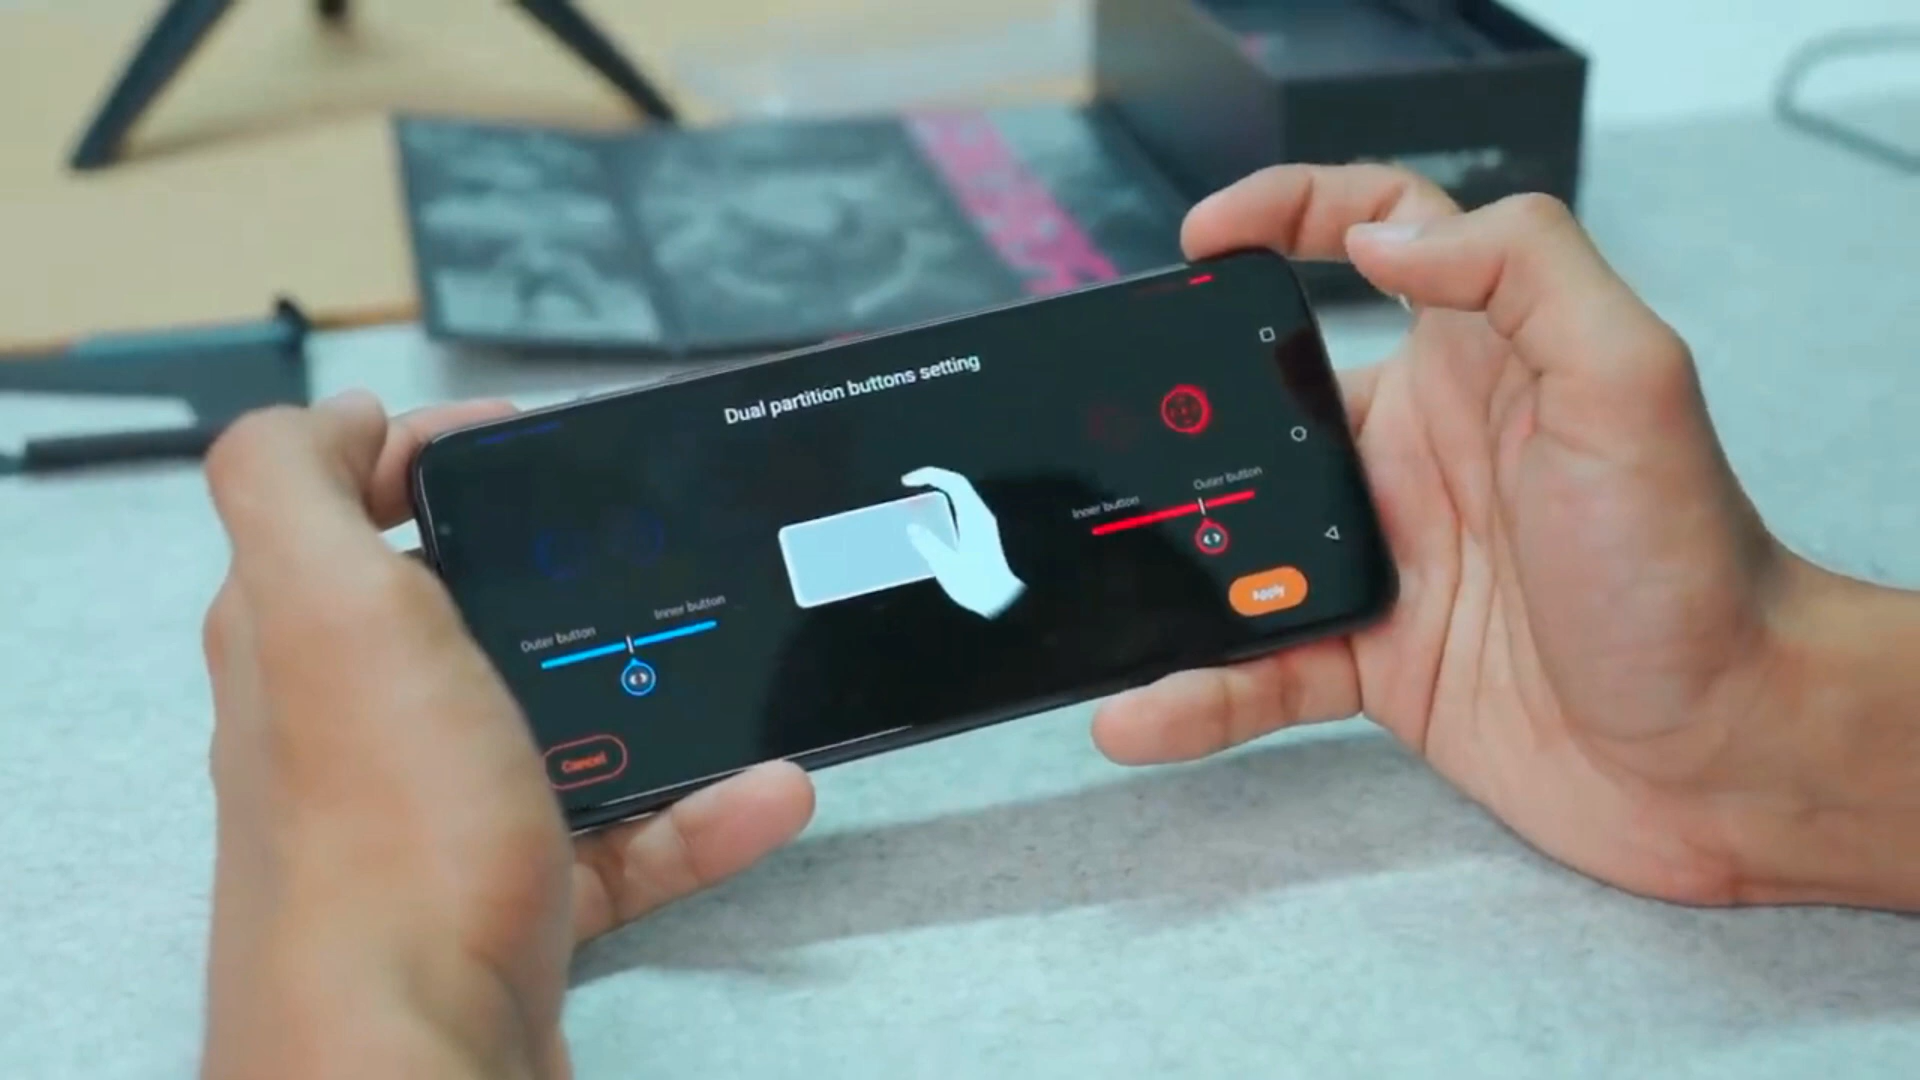 Dual partition buttons setting
Outer button
Inner button
Inner button
Outer button
Cancel
Apply